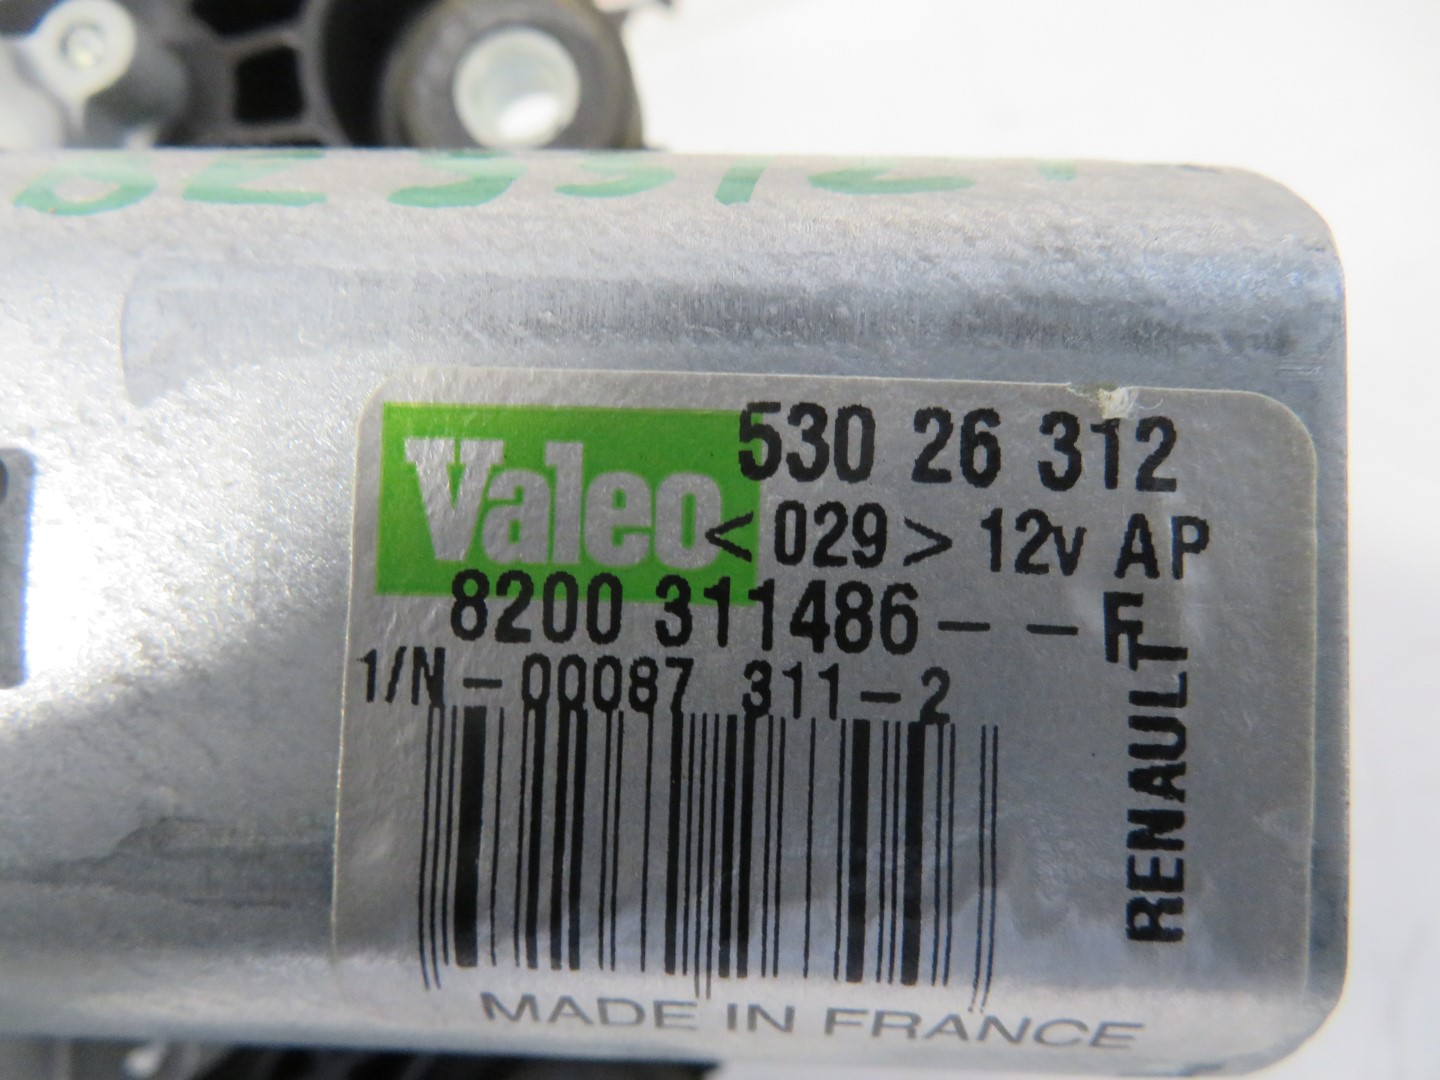 Valeo 530 26 312
<029> 12v AP
8200 311486 - - F
1/N - 00087 311 - 2
RENAULT
MADE IN FRANCE